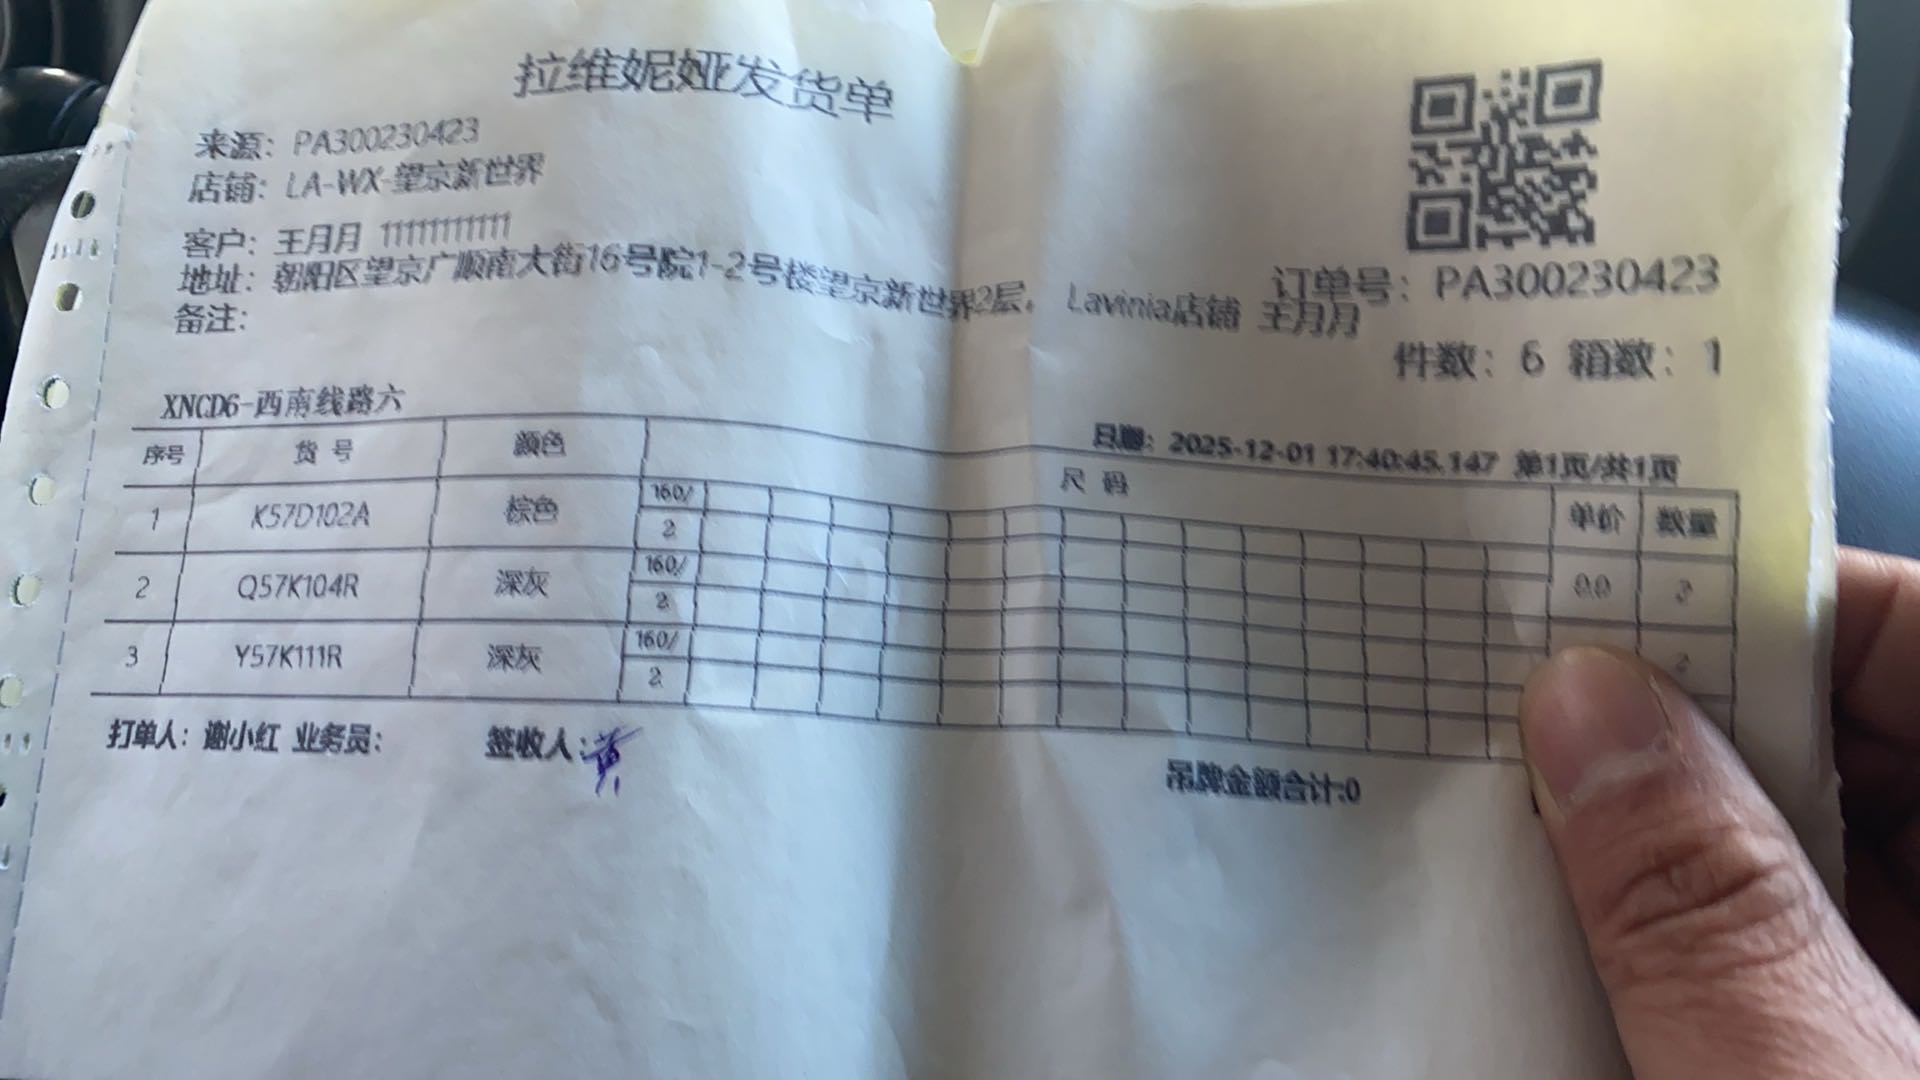 拉维妮娅发货单
来源: PA300230423
店铺: LA-WX-望京新世界
客户: 王月月 11111111111
地址: 朝阳区望京广顺南大街16号院1-2号楼望京新世界2层, Lavinia店铺 王月月
备注:
订单号: PA300230423
件数: 6 箱数: 1
XNCD6-西南线路六
日期: 2025-12-01 17:40:45.147 第1页/共1页
序号 货号 颜色 尺码 单价 数量
1 K57D102A 棕色 160/ 2 0.0 2
2 Q57K104R 深灰 160/ 2 2
3 Y57K111R 深灰 160/ 2
打单人: 谢小红 业务员: 签收人: 黄
吊牌金额合计:0